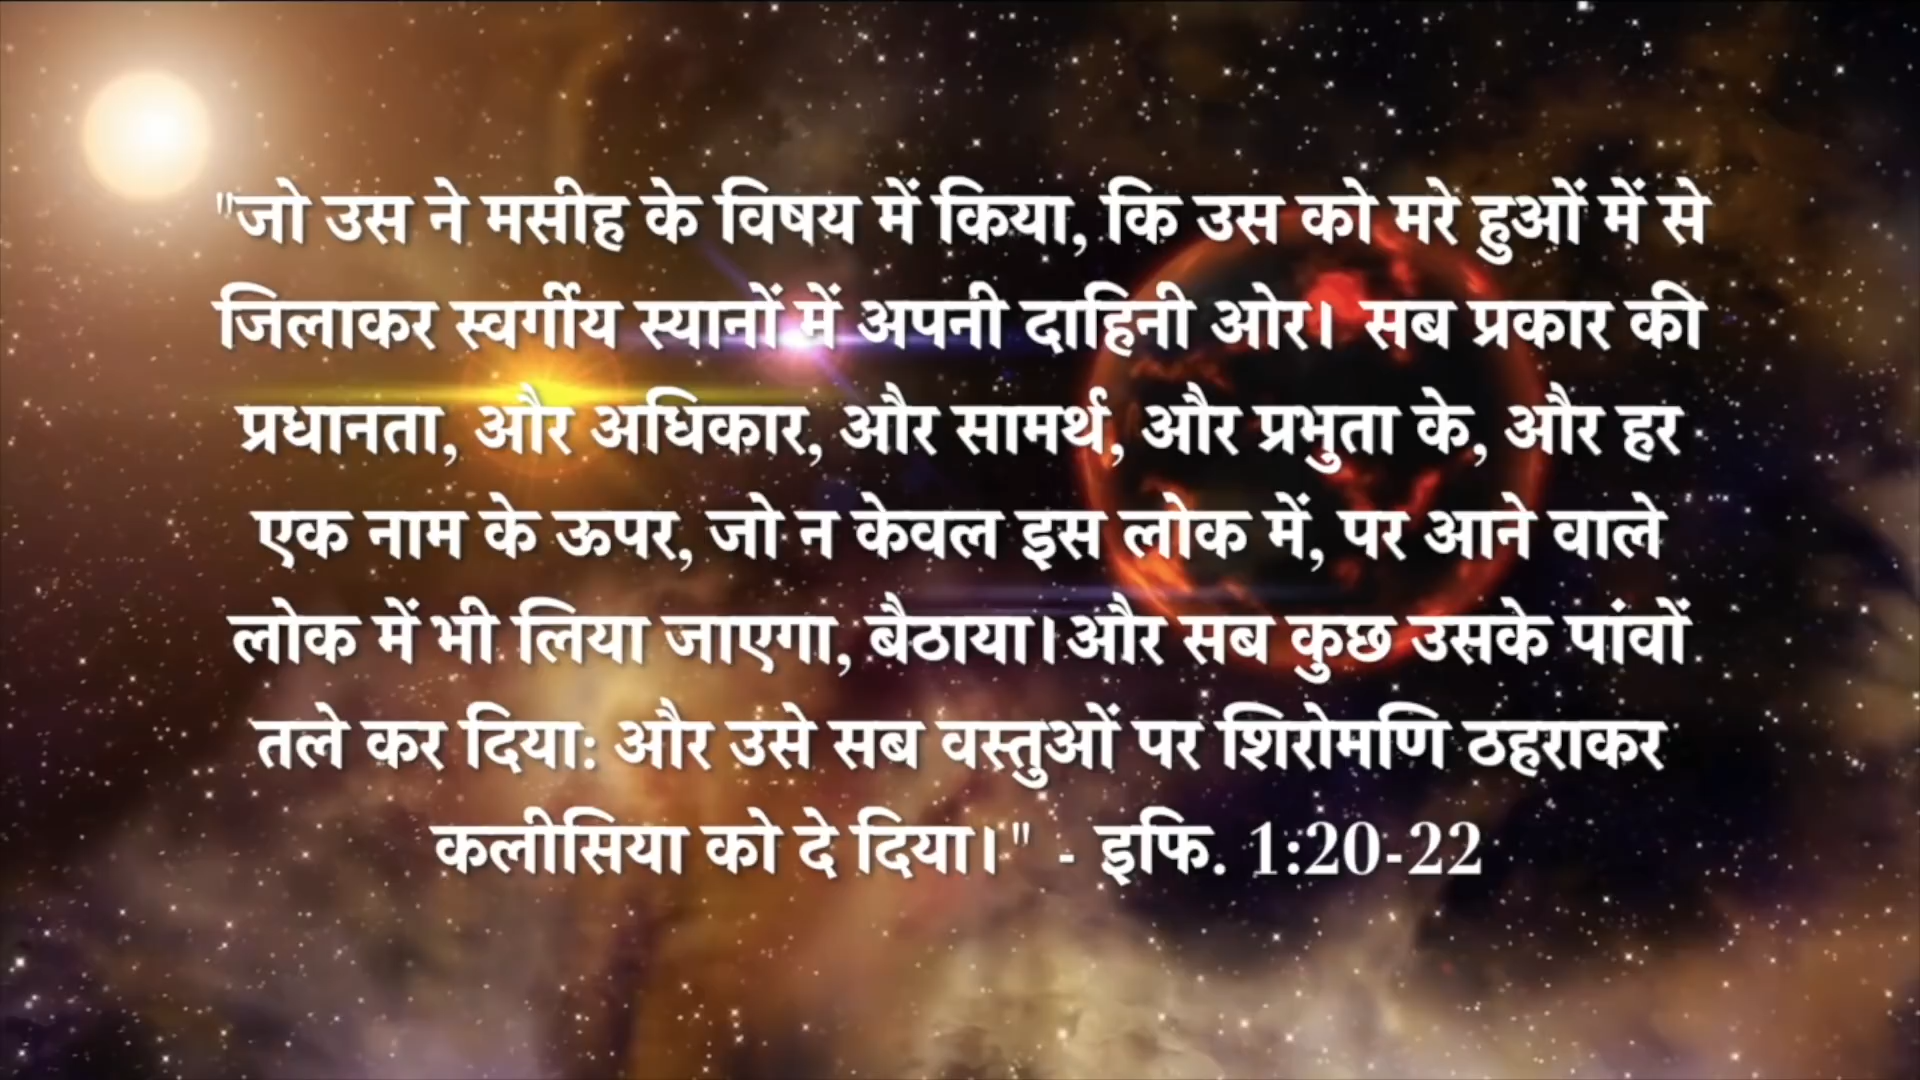 "जो उस ने मसीह के विषय में किया, कि उस को मरे हुओं में से
जिलाकर स्वर्गीय स्यानों में अपनी दाहिनी ओर। सब प्रकार की
प्रधानता, और अधिकार, और सामर्थ, और प्रभुता के, और हर
एक नाम के ऊपर, जो न केवल इस लोक में, पर आने वाले
लोक में भी लिया जाएगा, बैठाया।और सब कुछ उसके पांवों
तले कर दिया: और उसे सब वस्तुओं पर शिरोमणि ठहराकर
कलीसिया को दे दिया।" - इफि. 1:20-22